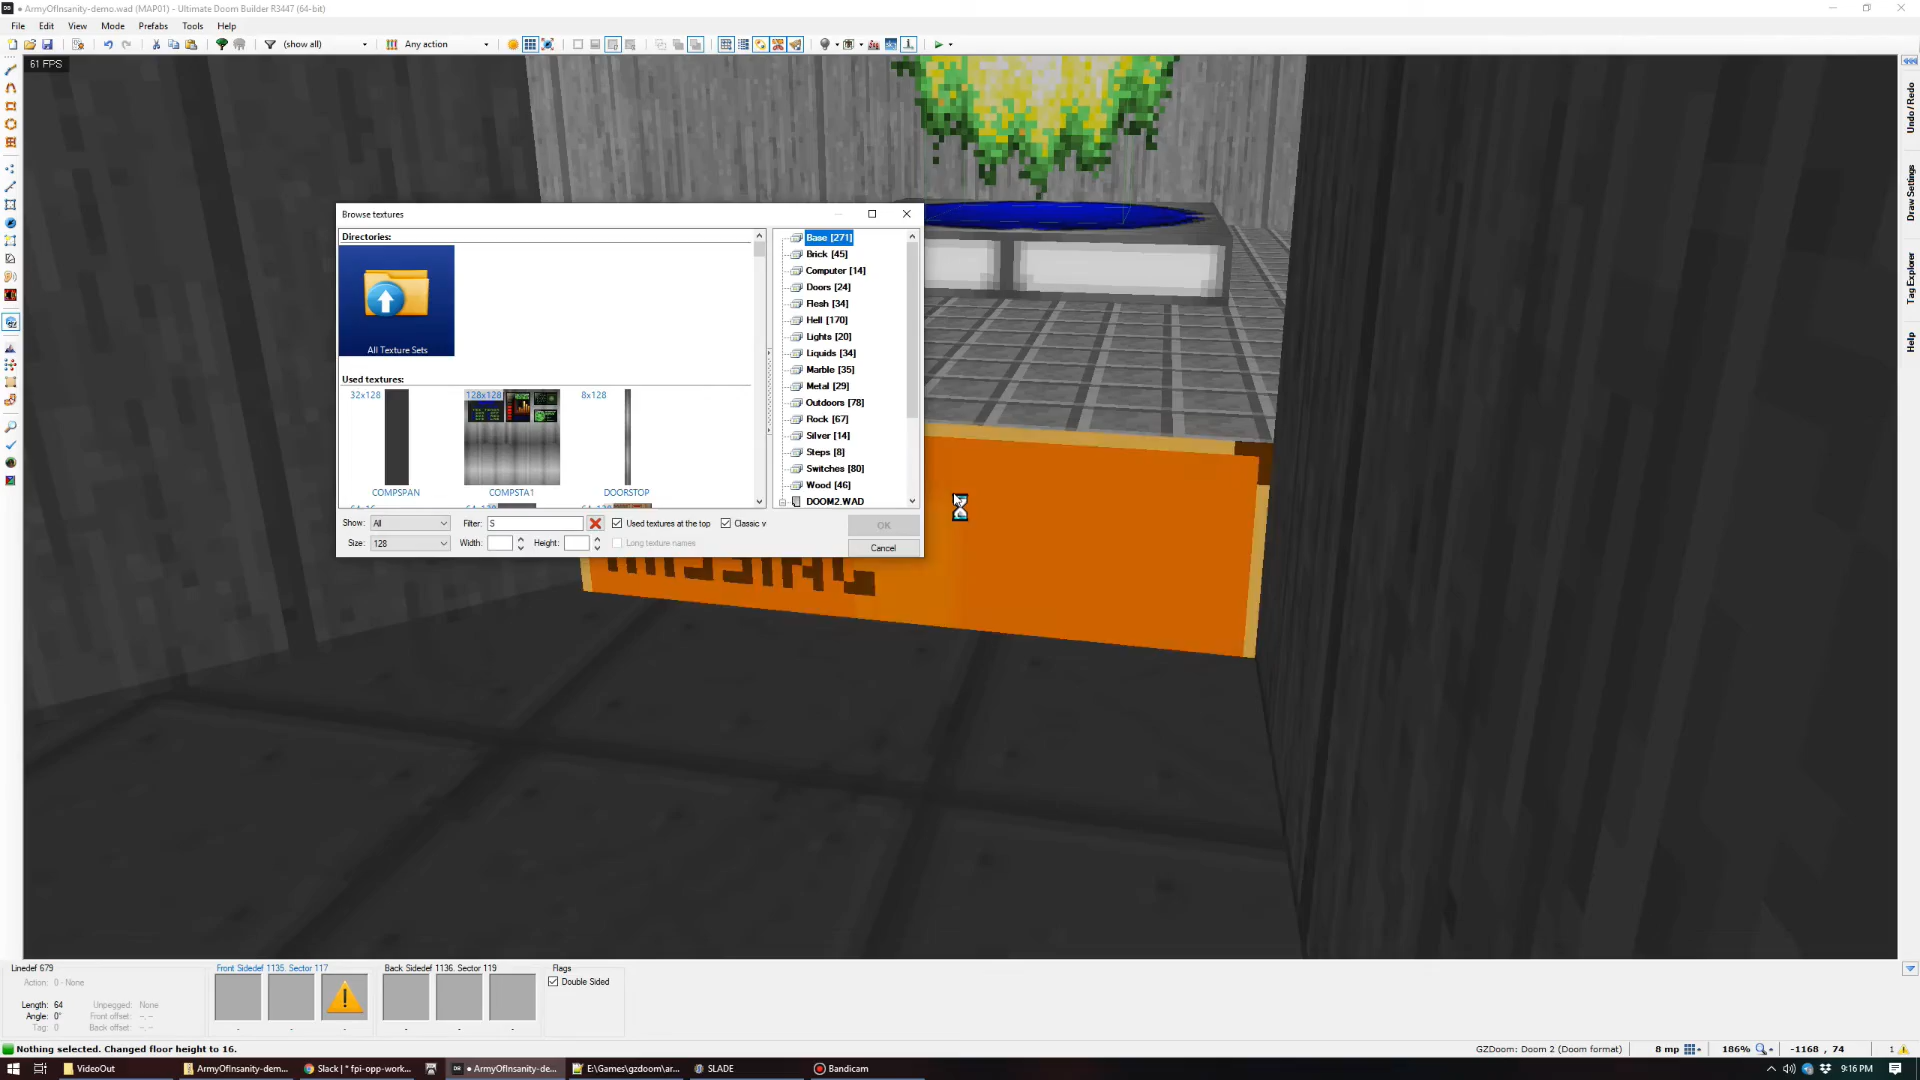 ArmyOfInsanity-demo.wad (MAP01) - Ultimate Doom Builder R3447 (64-bit)
File Edit View Mode Prefabs Tools Help
(show all) Any action
61 FPS
Undo / Redo
Draw Settings
Tag Explorer
Help
Browse textures
Directories:
All Texture Sets
Used textures:
32x128 128x128 8x128
COMPSPAN COMPSTA1 DOORSTOP
Base [271]
Brick [45]
Computer [14]
Doors [24]
Flesh [34]
Hell [170]
Lights [20]
Liquids [34]
Marble [35]
Metal [29]
Outdoors [78]
Rock [67]
Silver [14]
Steps [8]
Switches [80]
Wood [46]
DOOM2.WAD
Show: All Filter: S Used textures at the top Classic v OK
Size: 128 Width: Height: Long texture names Cancel
MISSING
Linedef 679
Action: 0 - None
Length: 64 Unpegged: None
Angle: 0° Front offset: --, --
Tag: 0 Back offset: --, --
Front Sidedef 1135. Sector 117
Back Sidedef 1136. Sector 119
Flags
Double Sided
Nothing selected. Changed floor height to 16. GZDoom: Doom 2 (Doom format) 8 mp 186% -1168 , 74 1
VideoOut ArmyOfInsanity-dem... Slack | * fpi-opp-work... ArmyOfInsanity-de... E:\Games\gzdoom\ar... SLADE Bandicam 9:16 PM